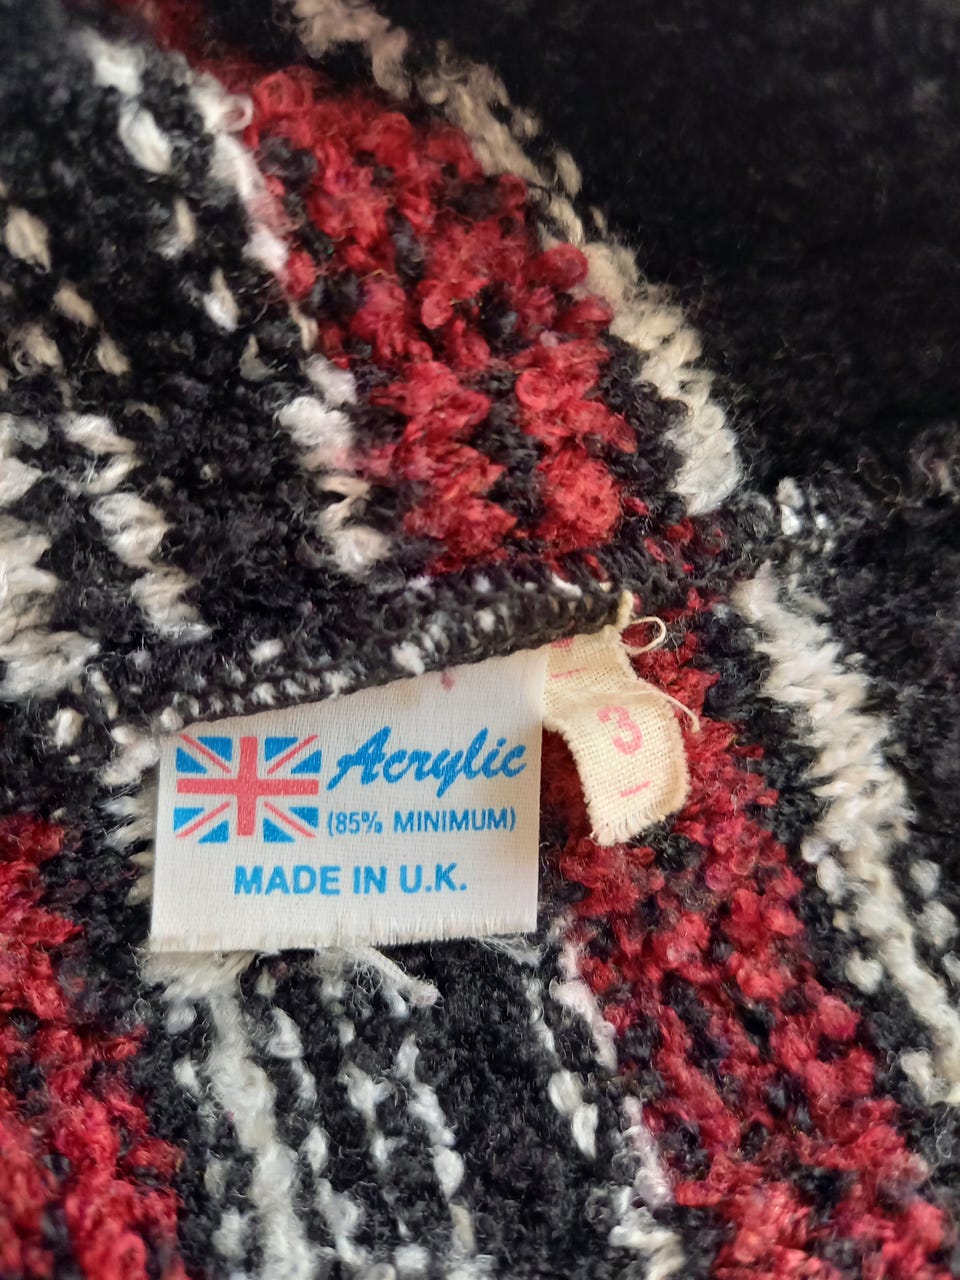 Acrylic
(85% MINIMUM)
MADE IN U.K.
3